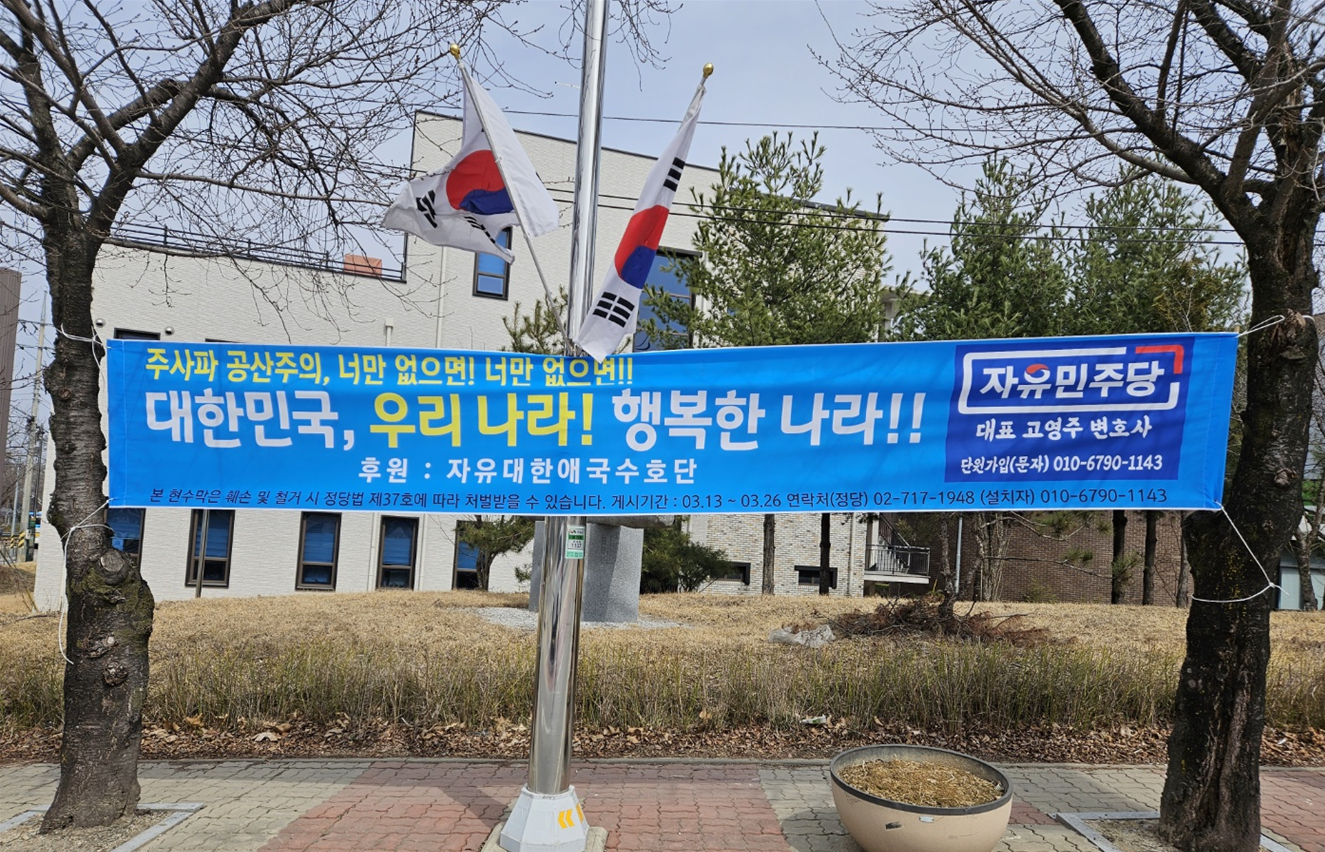 주사파 공산주의, 너만 없으면! 너만 없으면!!
대한민국, 우리 나라! 행복한 나라!!
후원 : 자유대한애국수호단
자유민주당
대표 고영주 변호사
단원가입(문자) 010-6790-1143
본 현수막은 훼손 및 철거 시 정당법 제37호에 따라 처벌받을 수 있습니다. 게시기간 : 03.13 ~ 03.26 연락처(정당) 02-717-1948 (설치자) 010-6790-1143